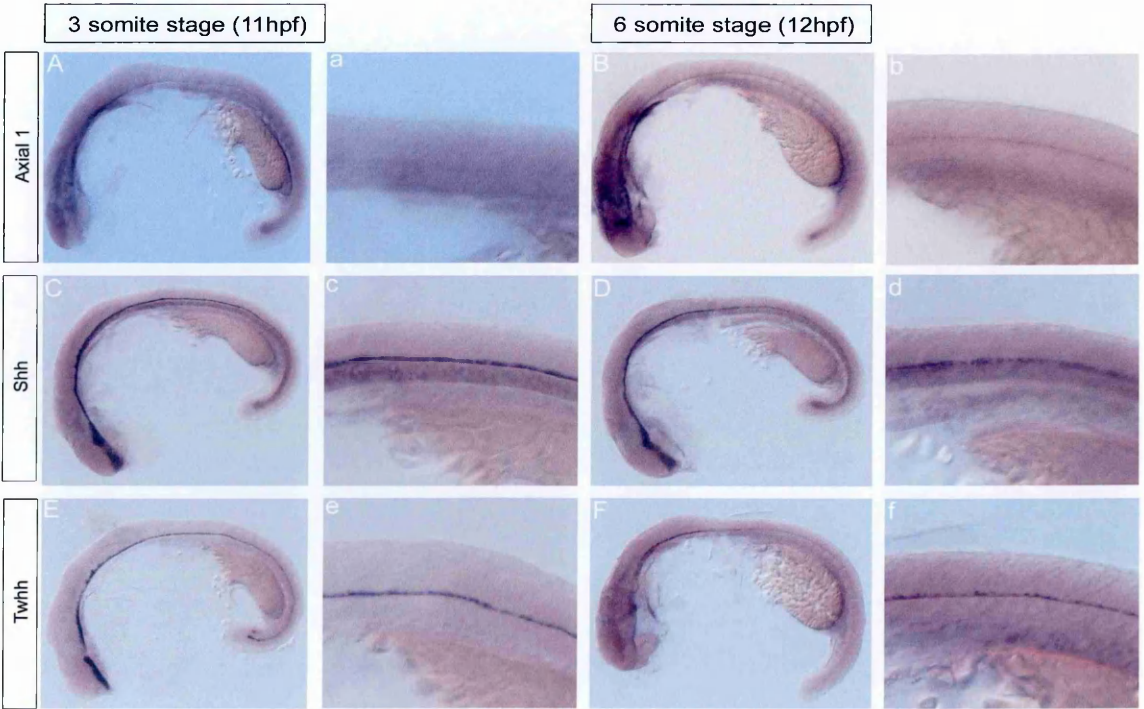 3 somite stage (11hpf)
6 somite stage (12hpf)
Axial 1
A
a
B
b
Shh
C
c
D
d
Twhh
E
e
F
f